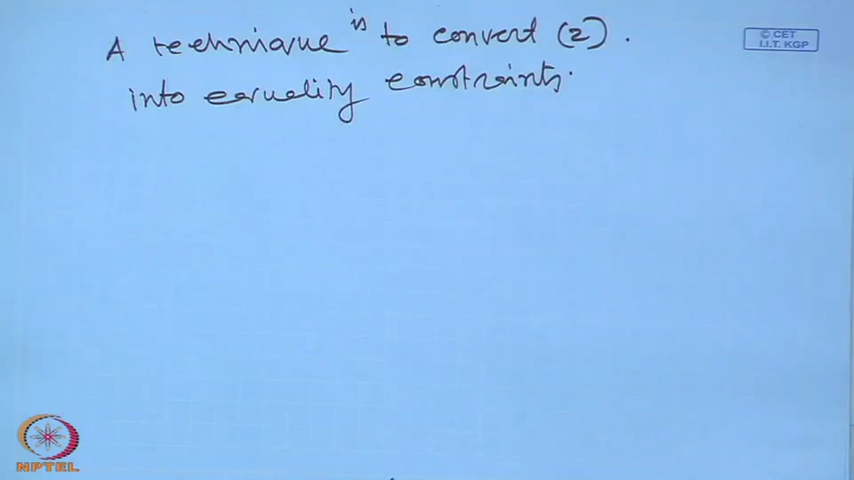 A technique is to convert (2).
into equality constraints.
© CET
I.I.T. KGP
NPTEL